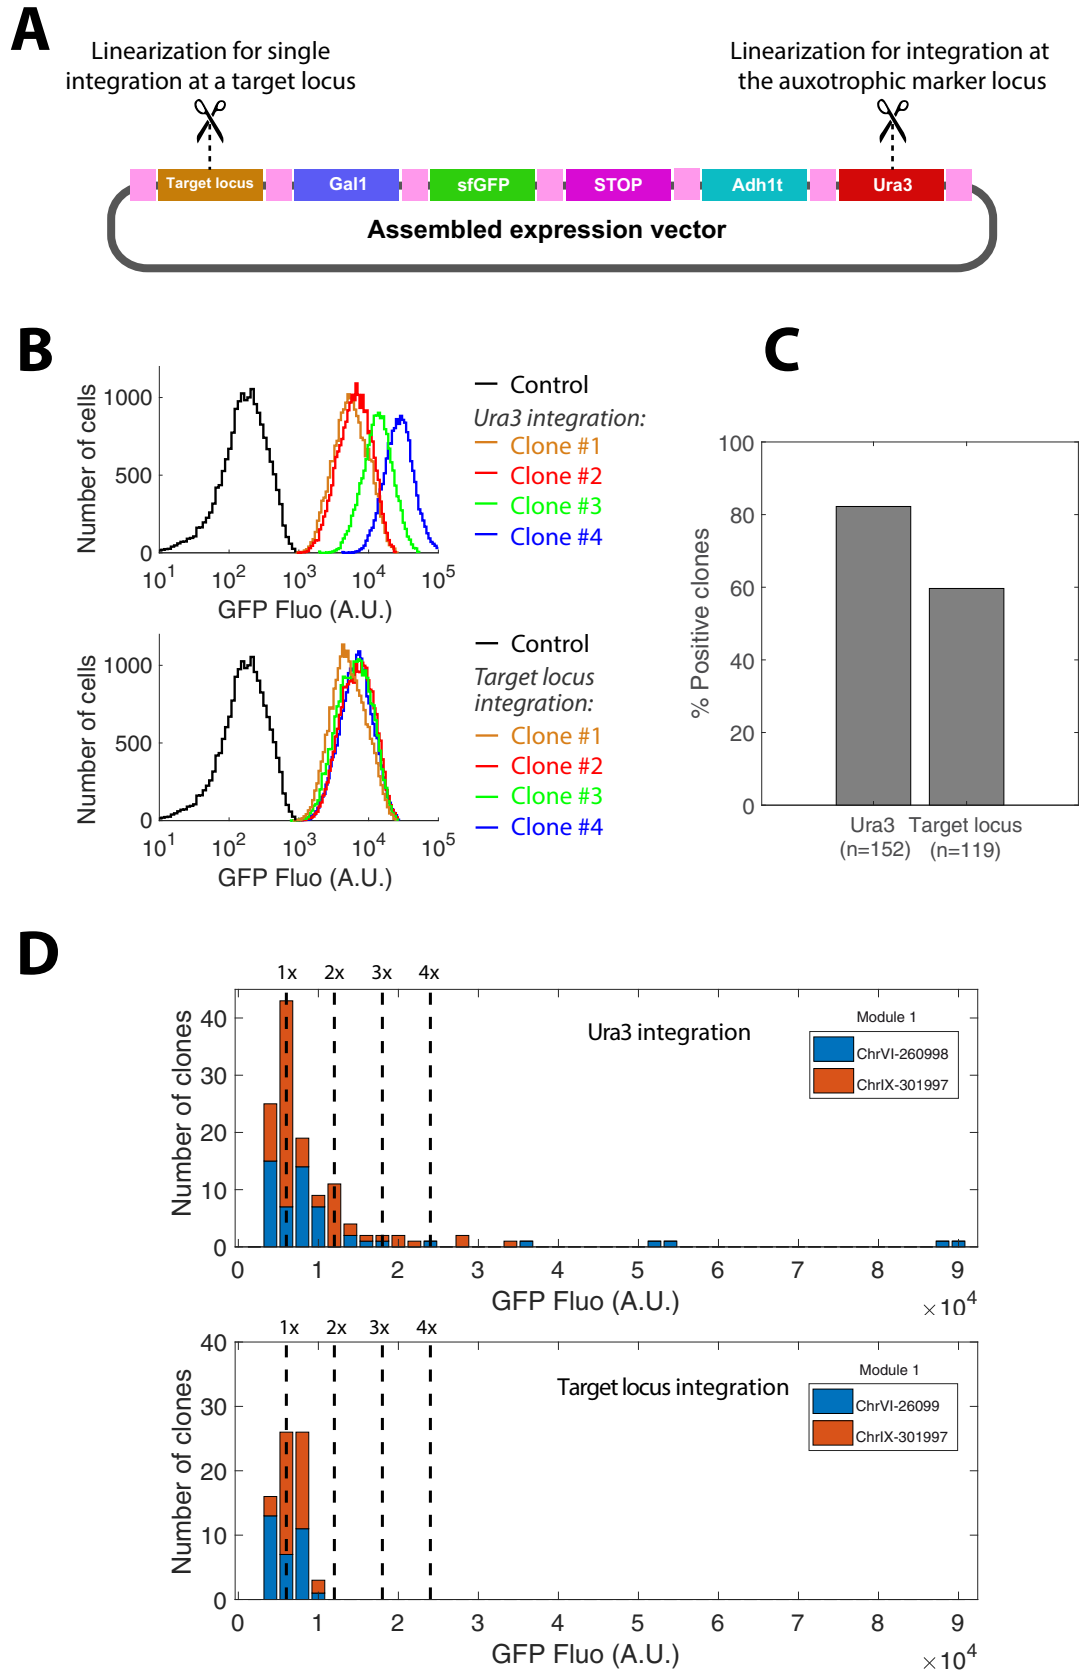 A
Linearization for single
integration at a target locus
Linearization for integration at
the auxotrophic marker locus
Target locus Gal1 sfGFP STOP Adh1t Ura3
Assembled expression vector
B
Number of cells
1000
500
0
10^1 10^2 10^3 10^4 10^5
GFP Fluo (A.U.)
Control
Ura3 integration:
Clone #1
Clone #2
Clone #3
Clone #4
Number of cells
1000
500
0
10^1 10^2 10^3 10^4 10^5
GFP Fluo (A.U.)
Control
Target locus
integration:
Clone #1
Clone #2
Clone #3
Clone #4
C
% Positive clones
100
80
60
40
20
0
Ura3 Target locus
(n=152) (n=119)
D
1x 2x 3x 4x
Number of clones
40
30
20
10
0
Ura3 integration
Module 1
ChrVI-260998
ChrIX-301997
0 1 2 3 4 5 6 7 8 9
GFP Fluo (A.U.)
×10^4
1x 2x 3x 4x
Number of clones
40
30
20
10
0
Target locus integration
Module 1
ChrVI-26099
ChrIX-301997
0 1 2 3 4 5 6 7 8 9
GFP Fluo (A.U.)
×10^4